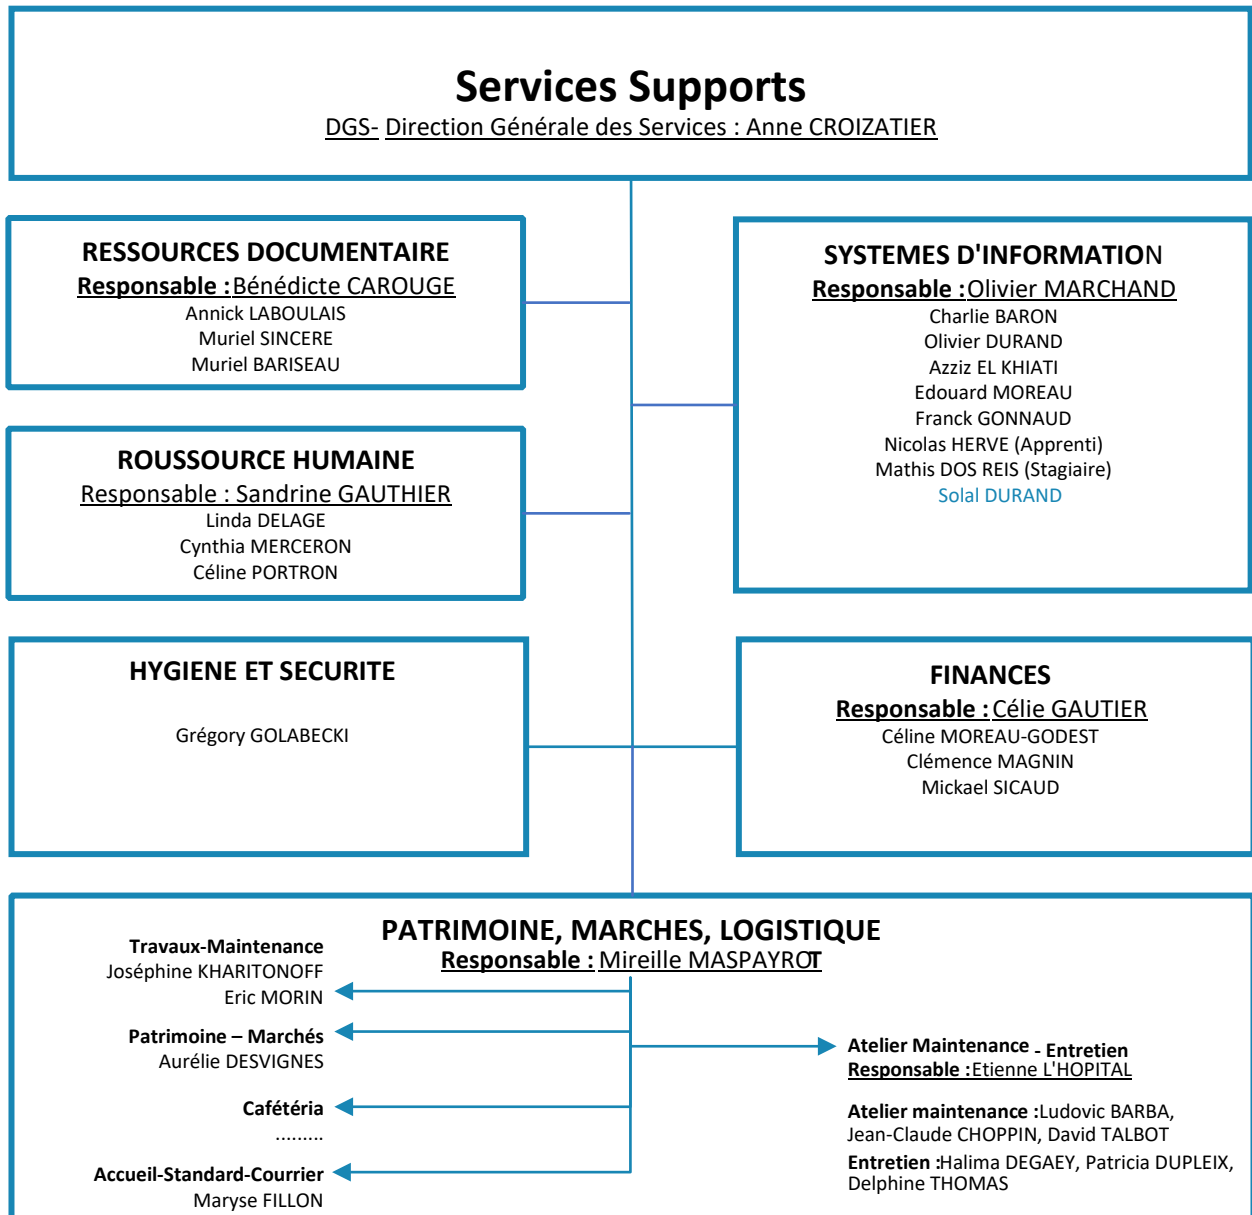 Services Supports
DGS- Direction Générale des Services : Anne CROIZATIER
RESSOURCES DOCUMENTAIRE
Responsable : Bénédicte CAROUGE
Annick LABOULAIS
Muriel SINCERE
Muriel BARISEAU
SYSTEMES D'INFORMATION
Responsable : Olivier MARCHAND
Charlie BARON
Olivier DURAND
Azziz EL KHIATI
Edouard MOREAU
Franck GONNAUD
Nicolas HERVE (Apprenti)
Mathis DOS REIS (Stagiaire)
Solal DURAND
ROUSSOURCE HUMAINE
Responsable : Sandrine GAUTHIER
Linda DELAGE
Cynthia MERCERON
Céline PORTRON
HYGIENE ET SECURITE
Grégory GOLABECKI
FINANCES
Responsable : Célie GAUTIER
Céline MOREAU-GODEST
Clémence MAGNIN
Mickael SICAUD
PATRIMOINE, MARCHES, LOGISTIQUE
Responsable : Mireille MASPAYROT
Travaux-Maintenance
Joséphine KHARITONOFF
Eric MORIN
Patrimoine – Marchés
Aurélie DESVIGNES
Cafétéria
.........
Accueil-Standard-Courrier
Maryse FILLON
Atelier Maintenance - Entretien
Responsable : Etienne L'HOPITAL
Atelier maintenance : Ludovic BARBA,
Jean-Claude CHOPPIN, David TALBOT
Entretien : Halima DEGAEY, Patricia DUPLEIX,
Delphine THOMAS